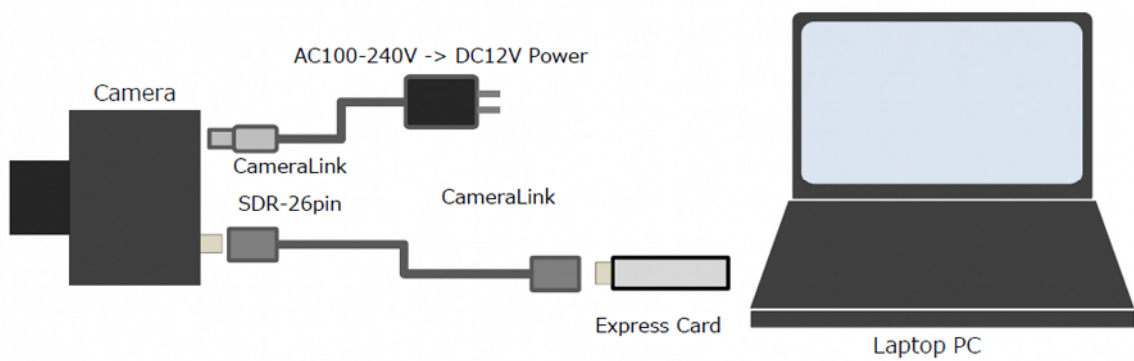 AC100-240V -> DC12V Power
Camera
CameraLink
SDR-26pin
CameraLink
Express Card
Laptop PC